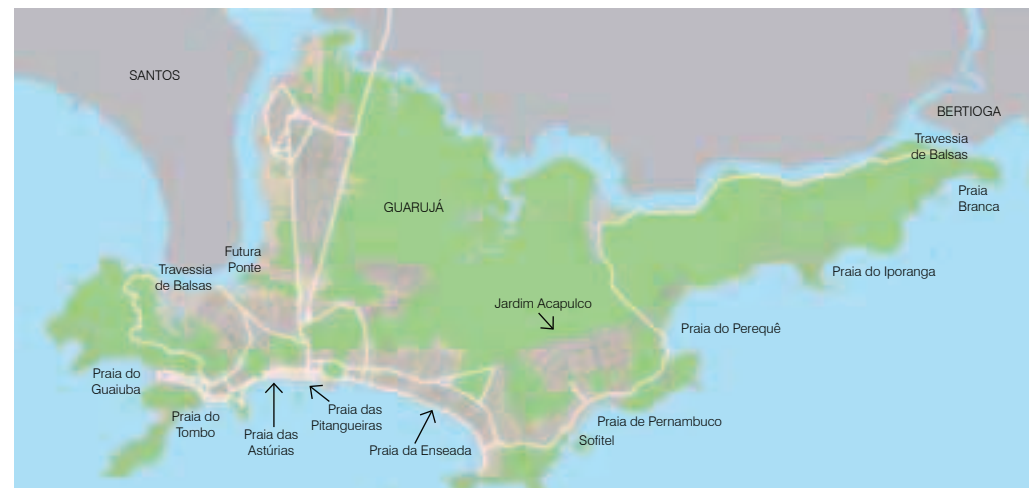 SANTOS
BERTIOGA
Travessia
de Balsas
Praia
Branca
GUARUJÁ
Futura
Ponte
Travessia
de Balsas
Praia do Iporanga
Jardim Acapulco
Praia do Perequê
Praia do
Guaiuba
Praia do
Tombo
Praia das
Astúrias
Praia das
Pitangueiras
Praia da Enseada
Praia de Pernambuco
Sofitel